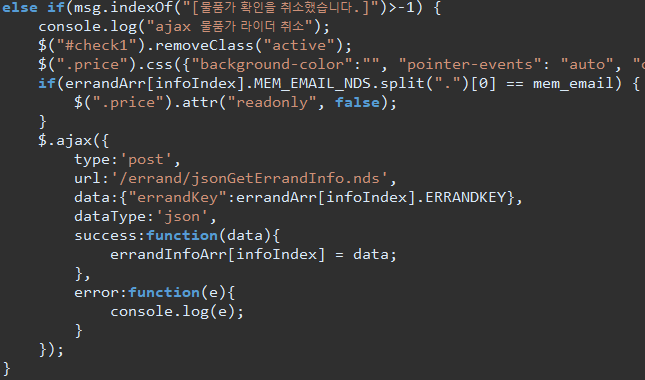 else if(msg.indexOf("[물품가 확인을 취소했습니다.]")>-1) {
console.log("ajax 물품가 라이더 취소");
$("#check1").removeClass("active");
$(".price").css({"background-color":"", "pointer-events": "auto", "
if(errandArr[infoIndex].MEM_EMAIL_NDS.split(".")[0] == mem_email) {
$(".price").attr("readonly", false);
}
$.ajax({
type:'post',
url:'/errand/jsonGetErrandInfo.nds',
data:{"errandKey":errandArr[infoIndex].ERRANDKEY},
dataType:'json',
success:function(data){
errandInfoArr[infoIndex] = data;
},
error:function(e){
console.log(e);
}
});
}